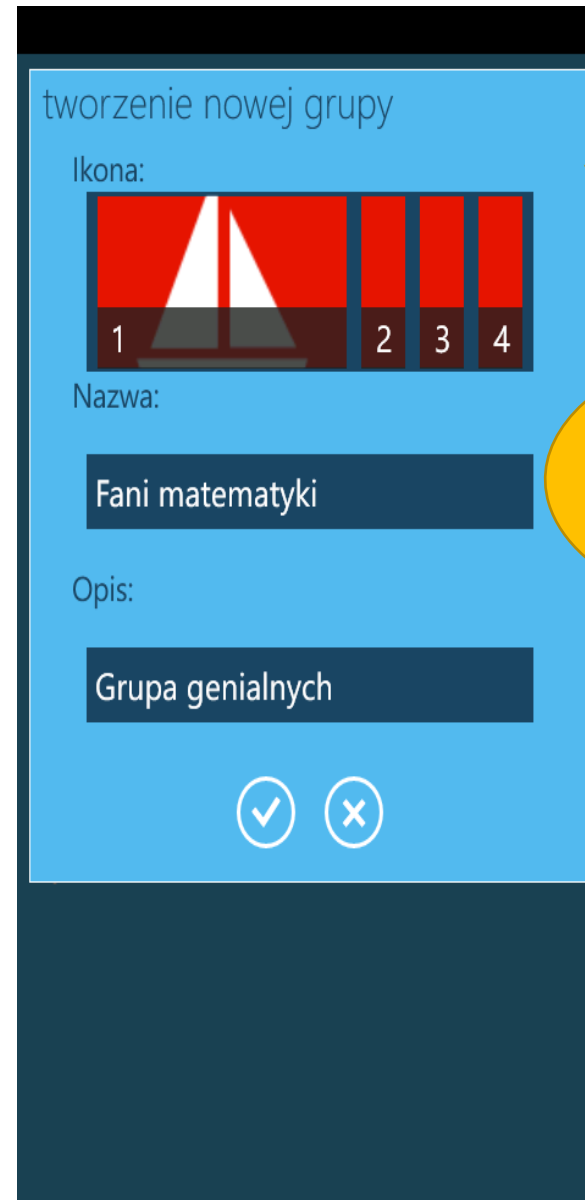 tworzenie nowej grupy
Ikona:
1 2 3 4
Nazwa:
Fani matematyki
Opis:
Grupa genialnych